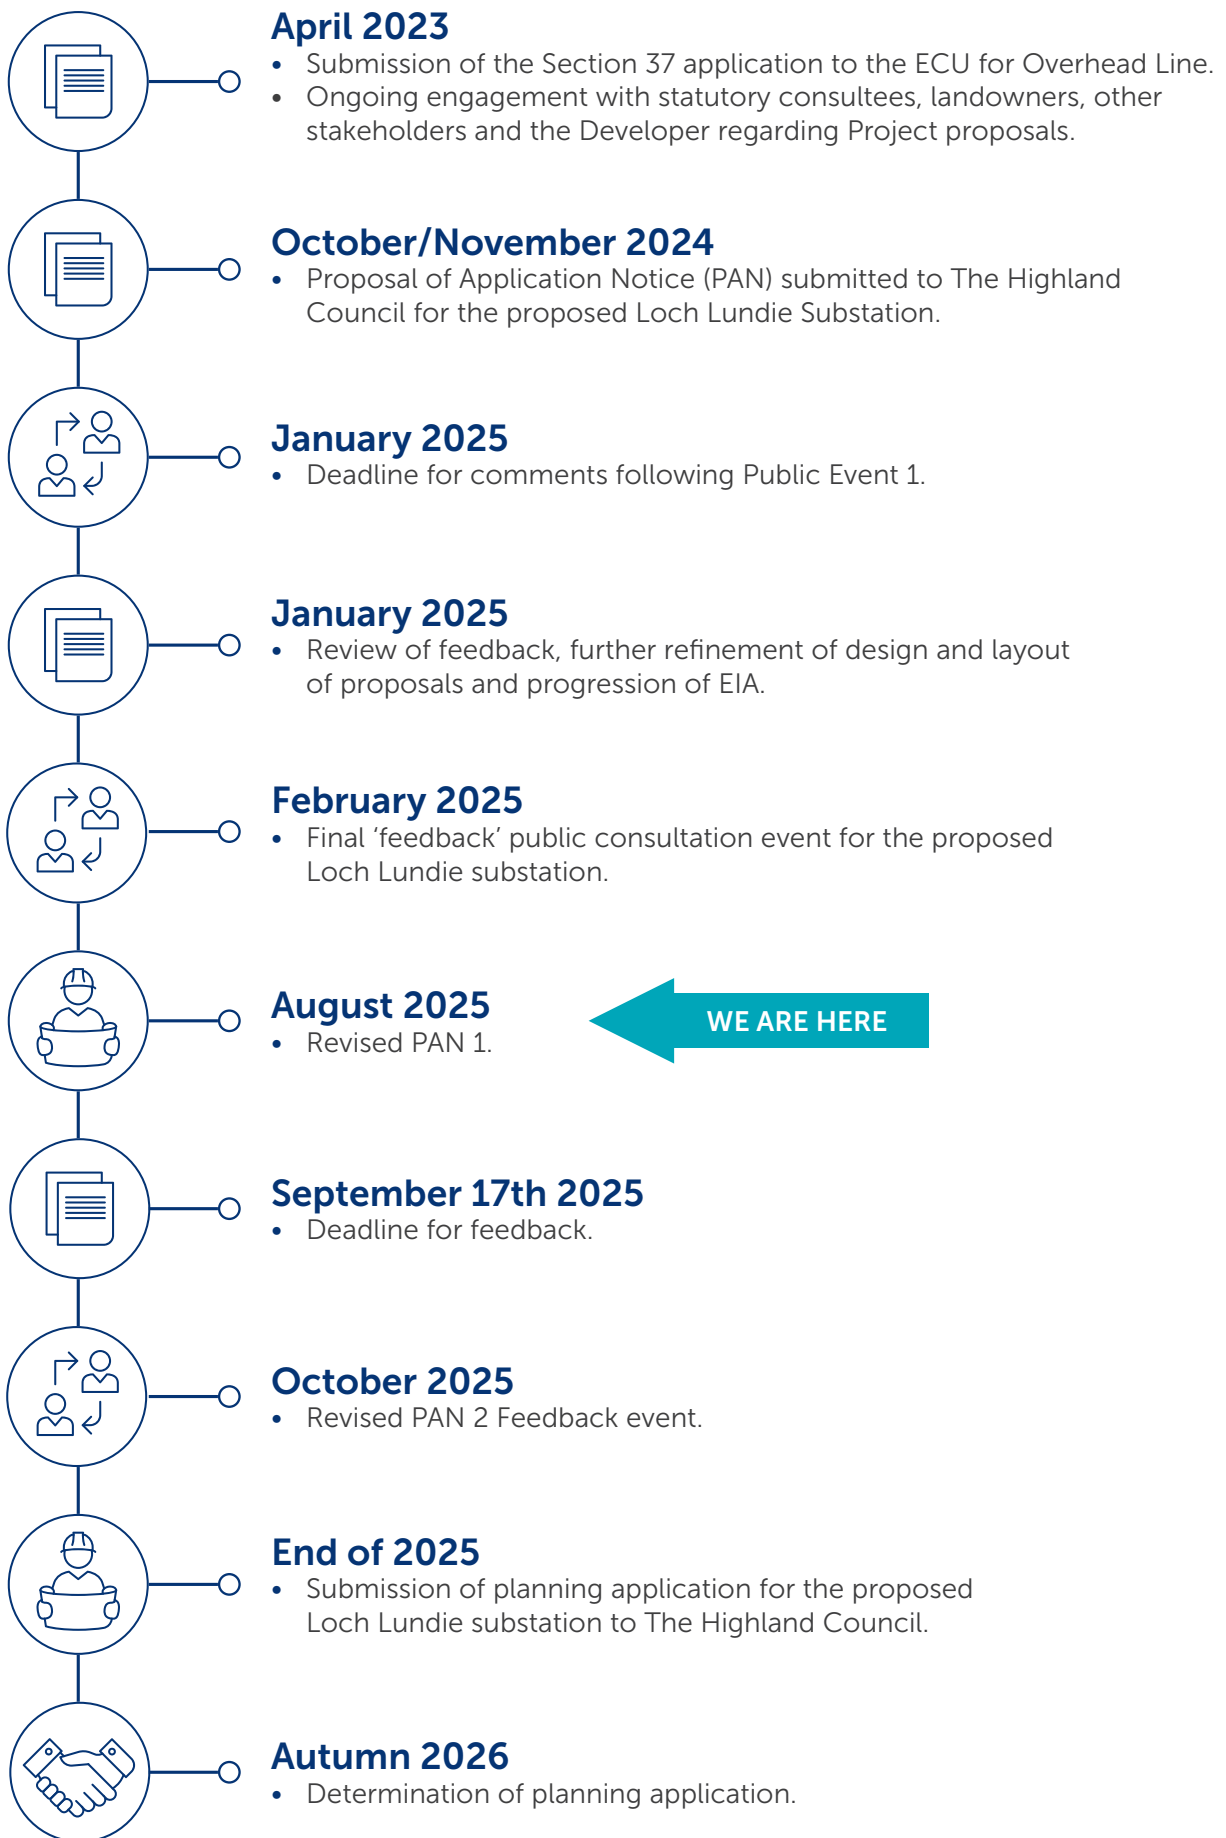 April 2023
• Submission of the Section 37 application to the ECU for Overhead Line.
• Ongoing engagement with statutory consultees, landowners, other
stakeholders and the Developer regarding Project proposals.
October/November 2024
• Proposal of Application Notice (PAN) submitted to The Highland
Council for the proposed Loch Lundie Substation.
January 2025
• Deadline for comments following Public Event 1.
January 2025
• Review of feedback, further refinement of design and layout
of proposals and progression of EIA.
February 2025
• Final ‘feedback’ public consultation event for the proposed
Loch Lundie substation.
August 2025
• Revised PAN 1.
WE ARE HERE
September 17th 2025
• Deadline for feedback.
October 2025
• Revised PAN 2 Feedback event.
End of 2025
• Submission of planning application for the proposed
Loch Lundie substation to The Highland Council.
Autumn 2026
• Determination of planning application.